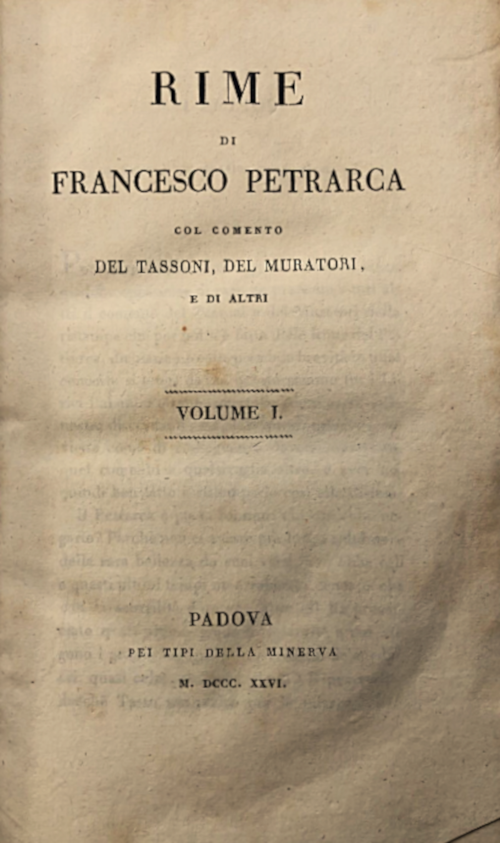 RIME
DI
FRANCESCO PETRARCA
COL COMENTO
DEL TASSONI, DEL MURATORI,
E DI ALTRI
VOLUME I.
PADOVA
PEI TIPI DELLA MINERVA
M. DCCC. XXVI.